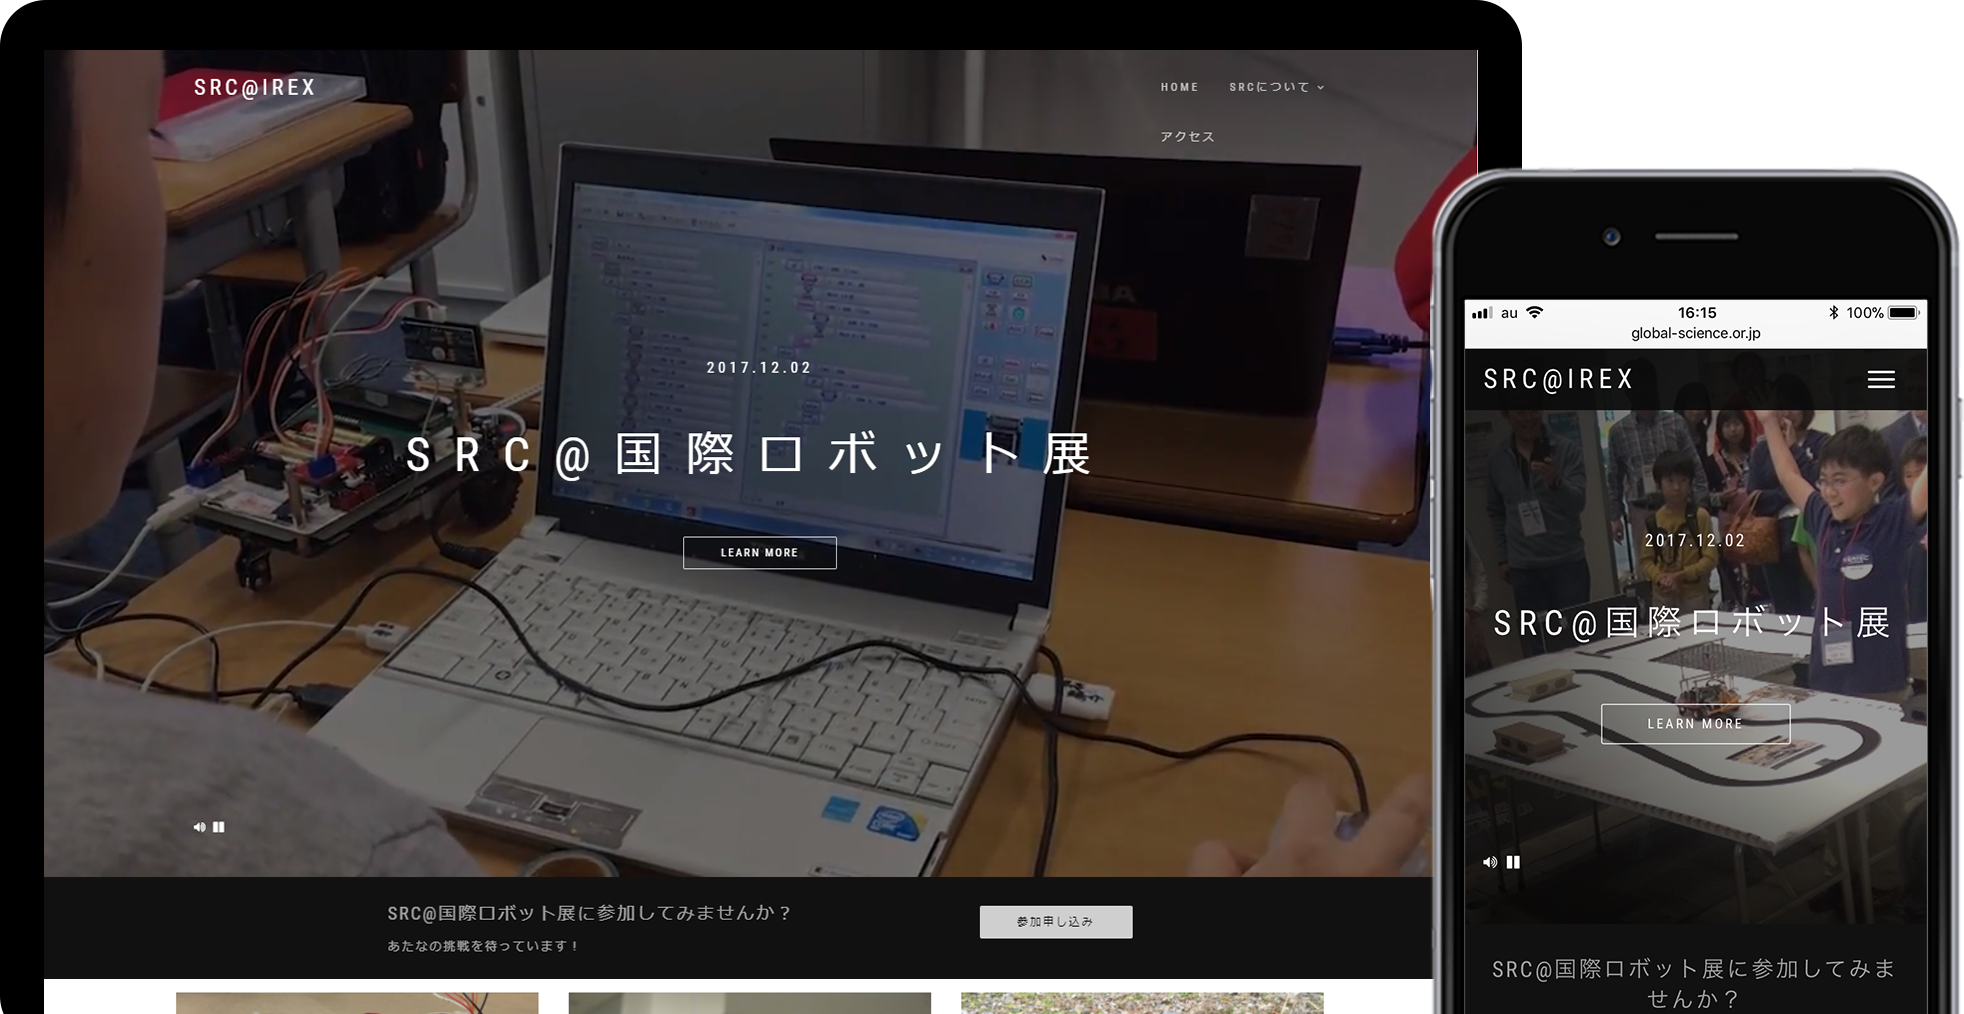 SRC@IREX
HOME SRCについて
アクセス
2017.12.02
SRC@国際ロボット展
LEARN MORE
SRC@国際ロボット展に参加してみませんか？
あたなの挑戦を待っています！
参加申し込み
au 16:15 100%
global-science.or.jp
SRC@IREX
2017.12.02
SRC@国際ロボット展
LEARN MORE
SRC@国際ロボット展に参加してみま
せんか？